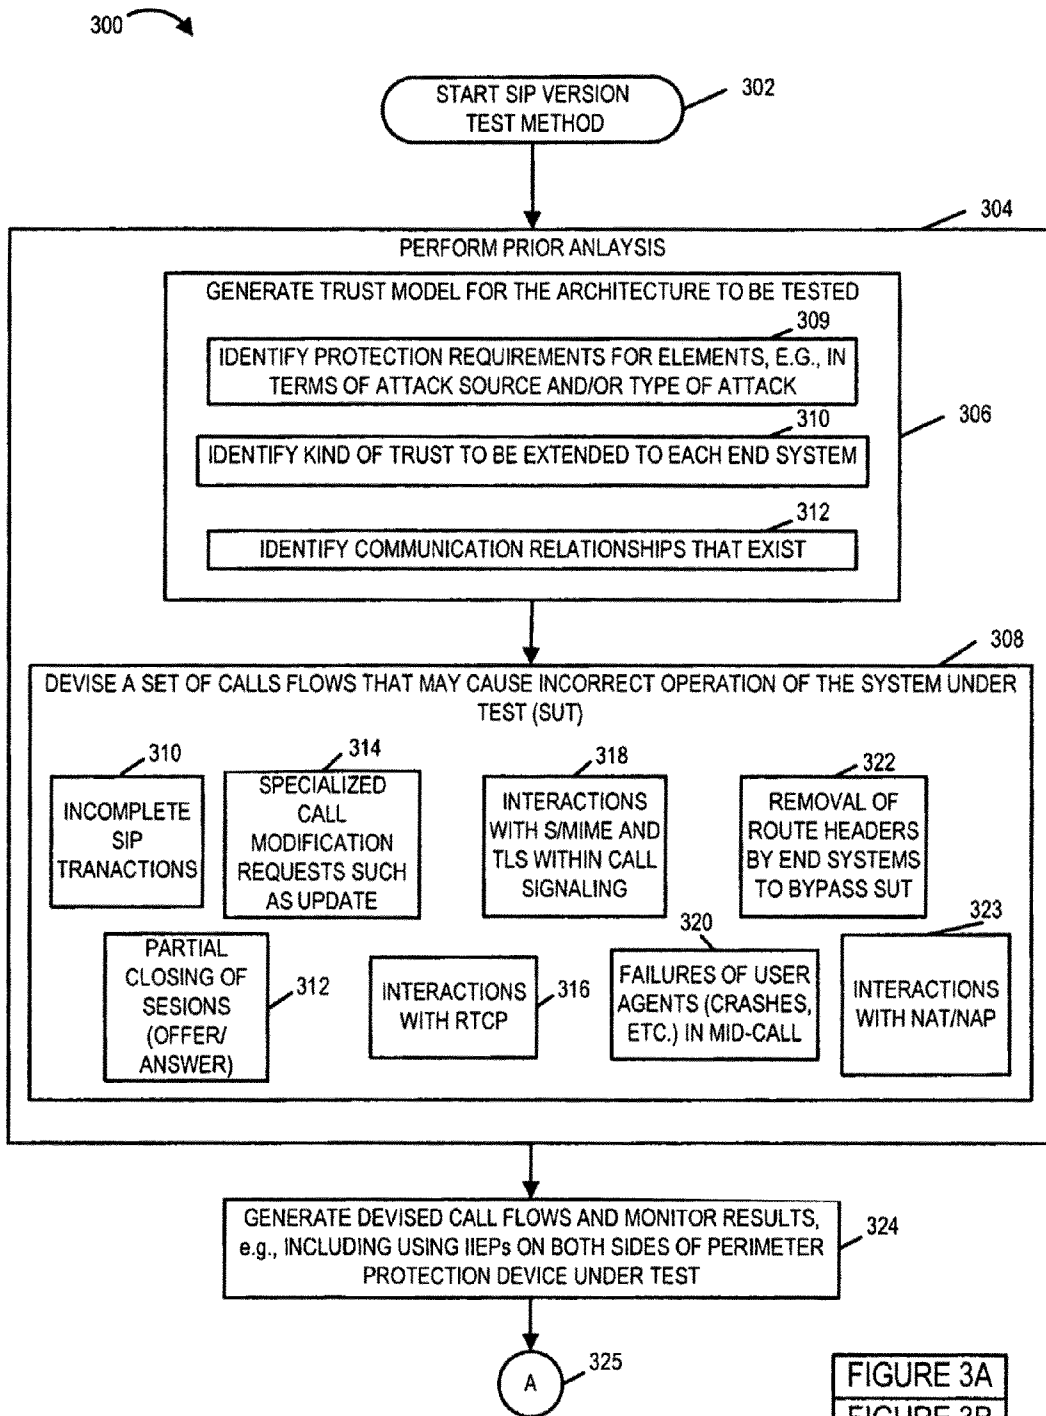 300
START SIP VERSION
TEST METHOD
302
304
PERFORM PRIOR ANLAYSIS
GENERATE TRUST MODEL FOR THE ARCHITECTURE TO BE TESTED
309
IDENTIFY PROTECTION REQUIREMENTS FOR ELEMENTS, E.G., IN
TERMS OF ATTACK SOURCE AND/OR TYPE OF ATTACK
306
310
IDENTIFY KIND OF TRUST TO BE EXTENDED TO EACH END SYSTEM
312
IDENTIFY COMMUNICATION RELATIONSHIPS THAT EXIST
308
DEVISE A SET OF CALLS FLOWS THAT MAY CAUSE INCORRECT OPERATION OF THE SYSTEM UNDER
TEST (SUT)
310
INCOMPLETE
SIP
TRANACTIONS
314
SPECIALIZED
CALL
MODIFICATION
REQUESTS SUCH
AS UPDATE
318
INTERACTIONS
WITH S/MIME AND
TLS WITHIN CALL
SIGNALING
322
REMOVAL OF
ROUTE HEADERS
BY END SYSTEMS
TO BYPASS SUT
PARTIAL
CLOSING OF
SESIONS
(OFFER/
ANSWER)
312
INTERACTIONS
WITH RTCP
316
320
FAILURES OF USER
AGENTS (CRASHES,
ETC.) IN MID-CALL
323
INTERACTIONS
WITH NAT/NAP
GENERATE DEVISED CALL FLOWS AND MONITOR RESULTS,
e.g., INCLUDING USING IIEPs ON BOTH SIDES OF PERIMETER
PROTECTION DEVICE UNDER TEST
324
A
325
FIGURE 3A
FIGURE 3B